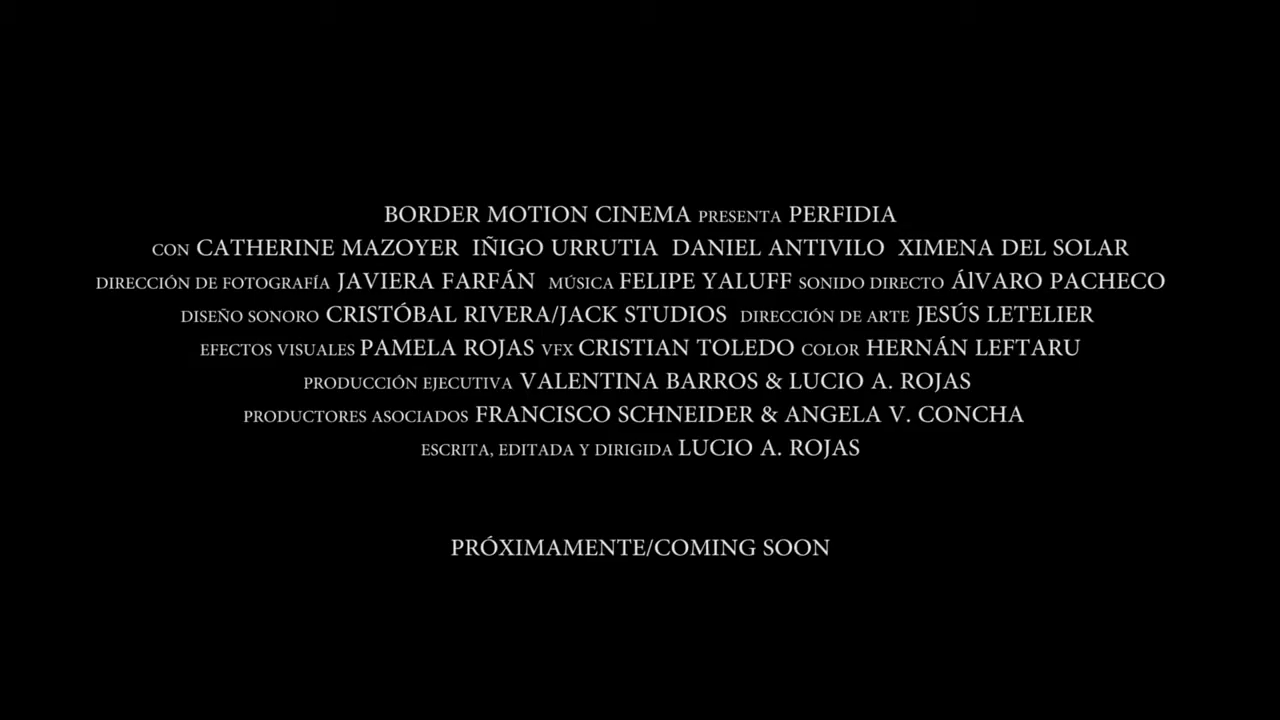 BORDER MOTION CINEMA PRESENTA PERFIDIA
CON CATHERINE MAZOYER IÑIGO URRUTIA DANIEL ANTIVILO XIMENA DEL SOLAR
DIRECCIÓN DE FOTOGRAFÍA JAVIERA FARFÁN MÚSICA FELIPE YALUFF SONIDO DIRECTO ÁlVARO PACHECO
DISEÑO SONORO CRISTÓBAL RIVERA/JACK STUDIOS DIRECCIÓN DE ARTE JESÚS LETELIER
EFECTOS VISUALES PAMELA ROJAS VFX CRISTIAN TOLEDO COLOR HERNÁN LEFTARU
PRODUCCIÓN EJECUTIVA VALENTINA BARROS & LUCIO A. ROJAS
PRODUCTORES ASOCIADOS FRANCISCO SCHNEIDER & ANGELA V. CONCHA
ESCRITA, EDITADA Y DIRIGIDA LUCIO A. ROJAS
PRÓXIMAMENTE/COMING SOON